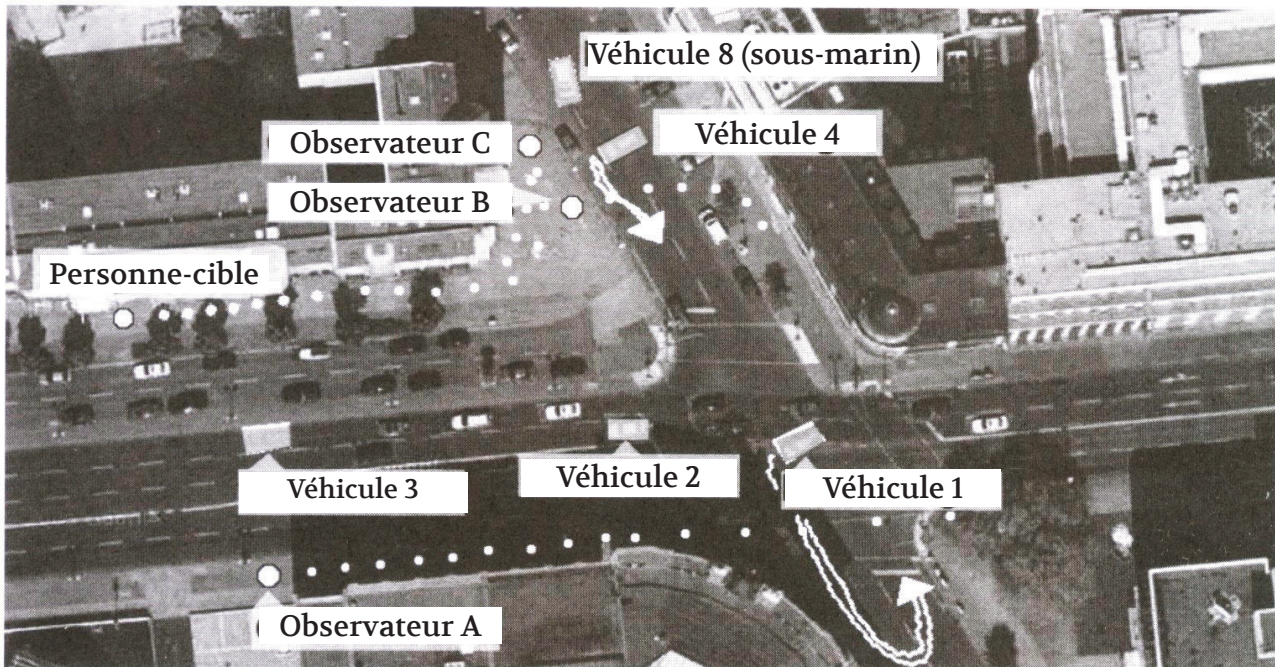 Véhicule 8 (sous-marin)
Observateur C
Véhicule 4
Observateur B
Personne-cible
Véhicule 3
Véhicule 2
Véhicule 1
Observateur A